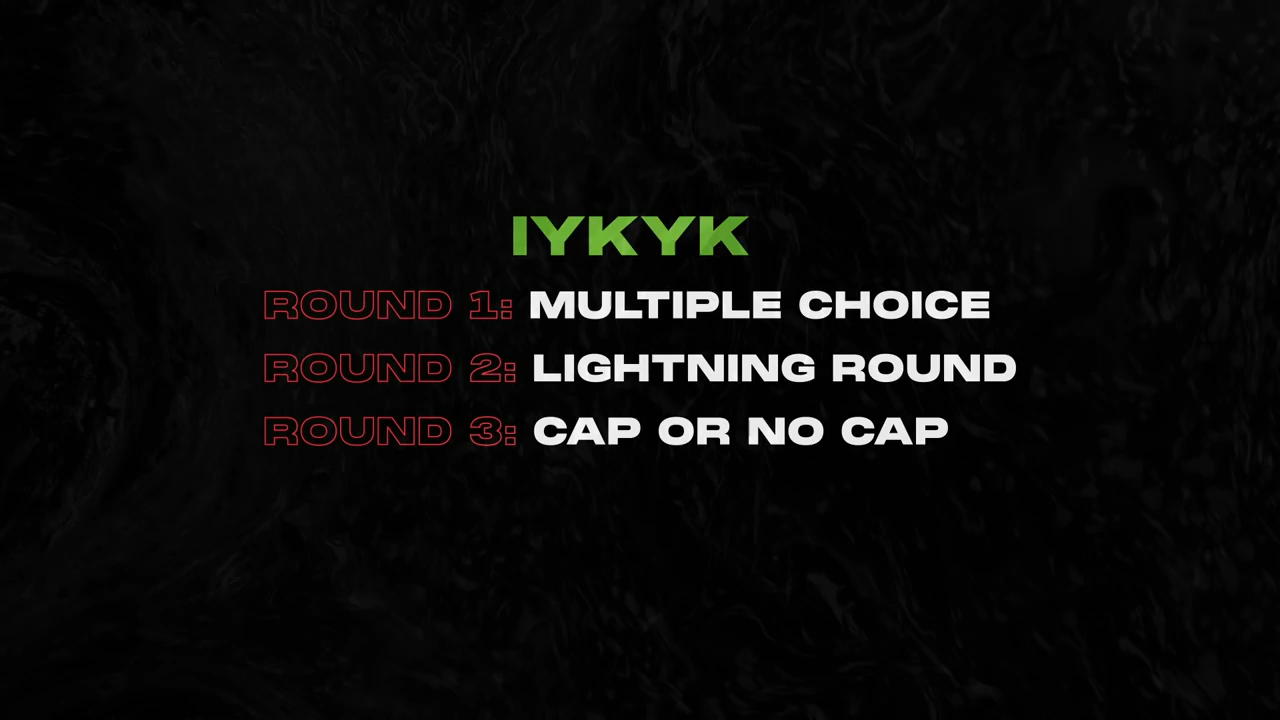 IYKYK
ROUND 1: MULTIPLE CHOICE
ROUND 2: LIGHTNING ROUND
ROUND 3: CAP OR NO CAP